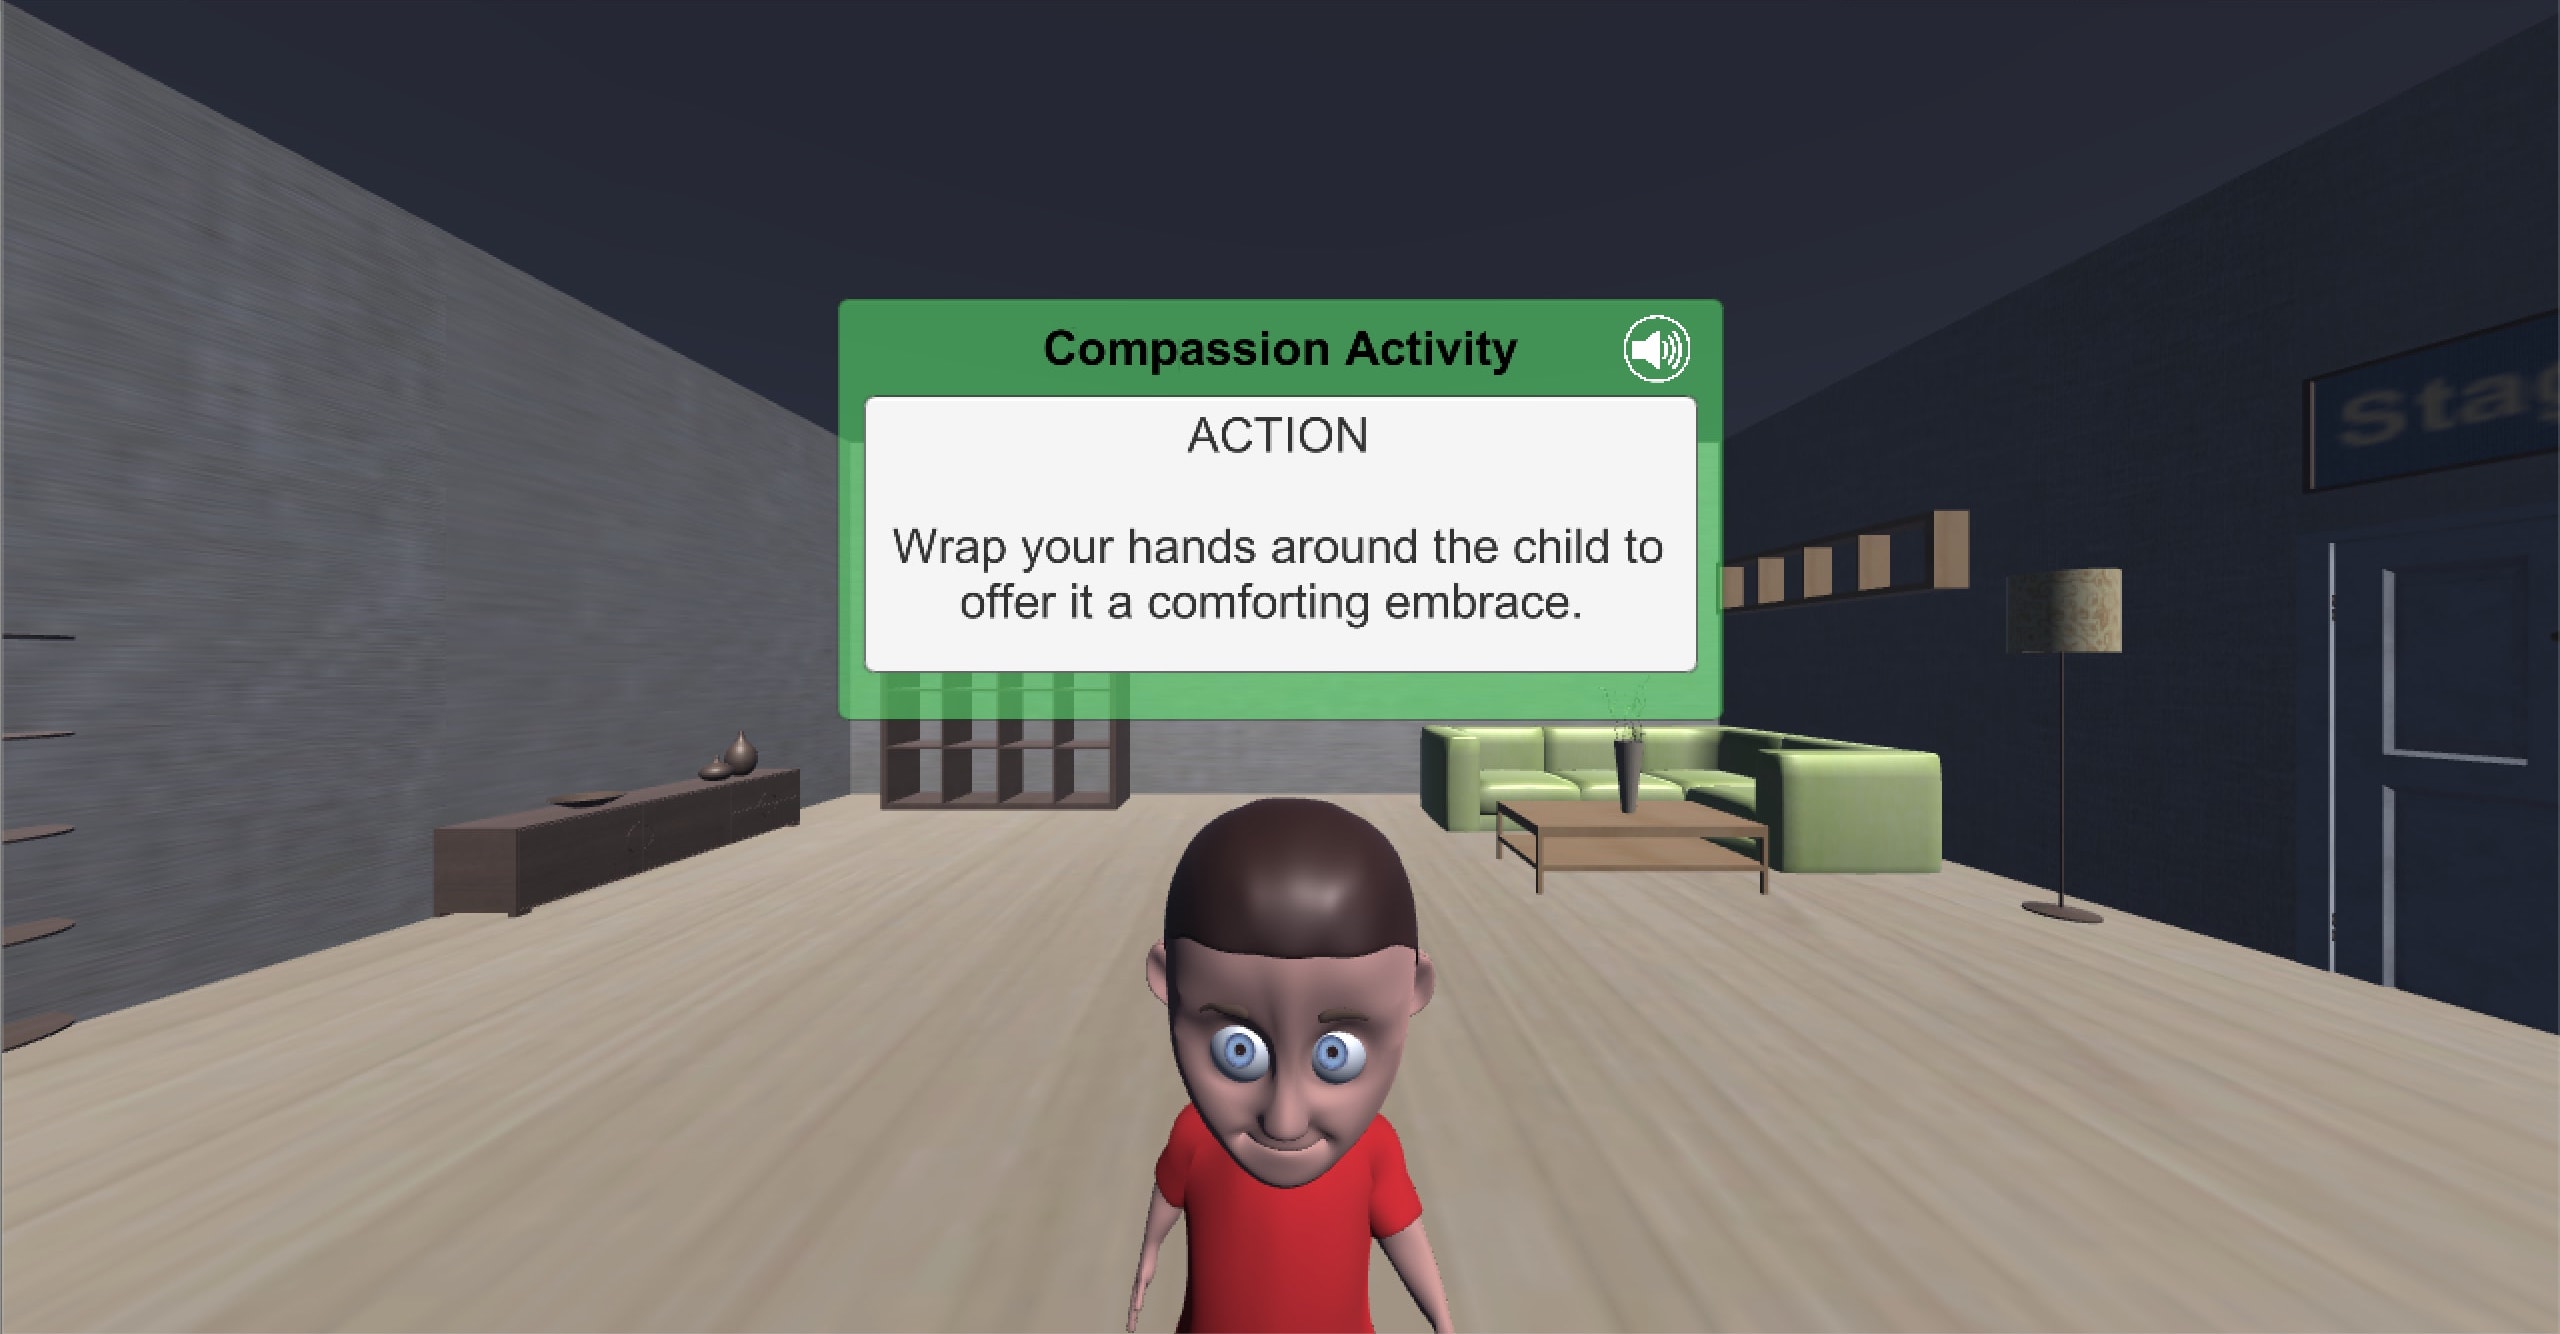 Compassion Activity
ACTION
Wrap your hands around the child to
offer it a comforting embrace.